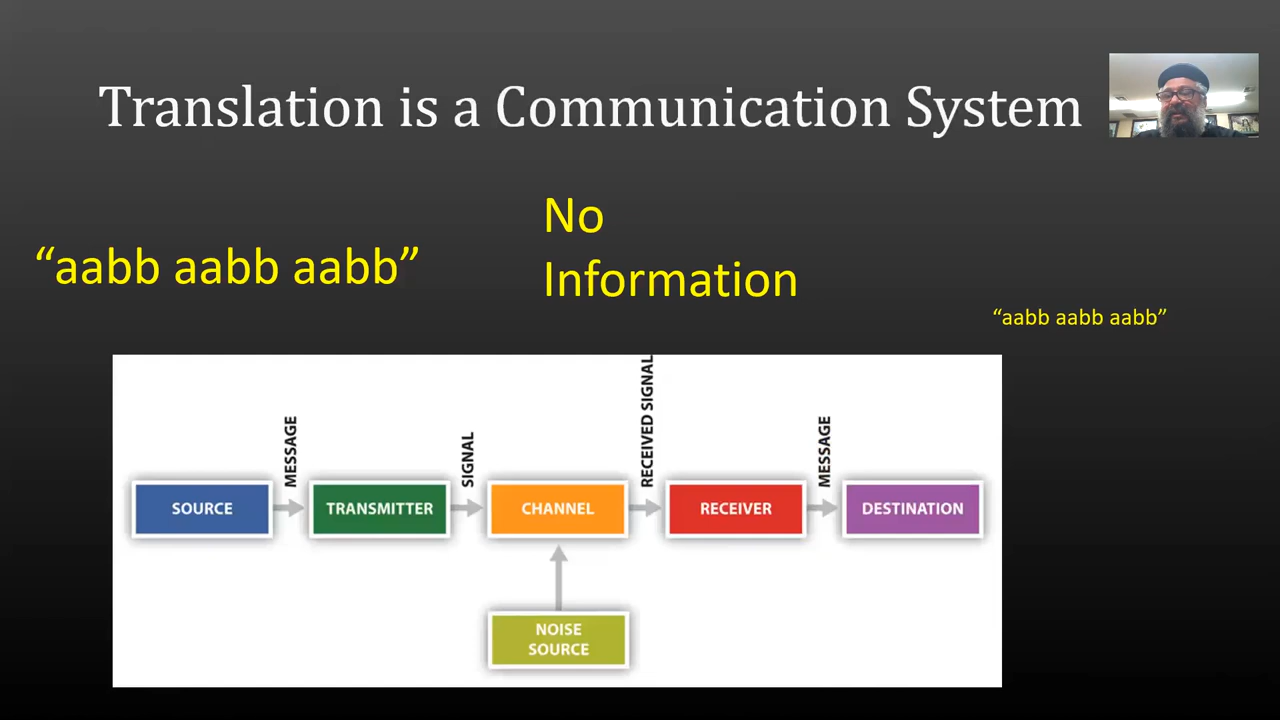 Translation is a Communication System
“aabb aabb aabb”
No
Information
“aabb aabb aabb”
MESSAGE
SIGNAL
RECEIVED SIGNAL
MESSAGE
SOURCE
TRANSMITTER
CHANNEL
RECEIVER
DESTINATION
NOISE
SOURCE